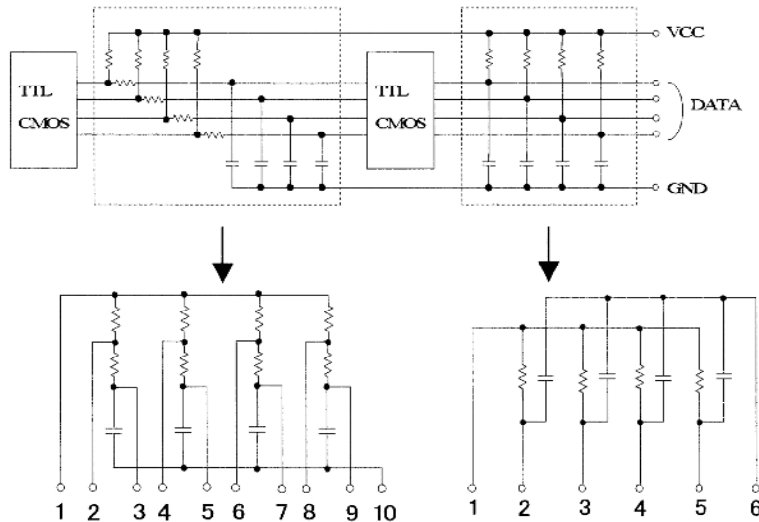 VCC
TTL
CMOS
TTL
CMOS
DATA
GND
1 2 3 4 5 6 7 8 9 10
1 2 3 4 5 6